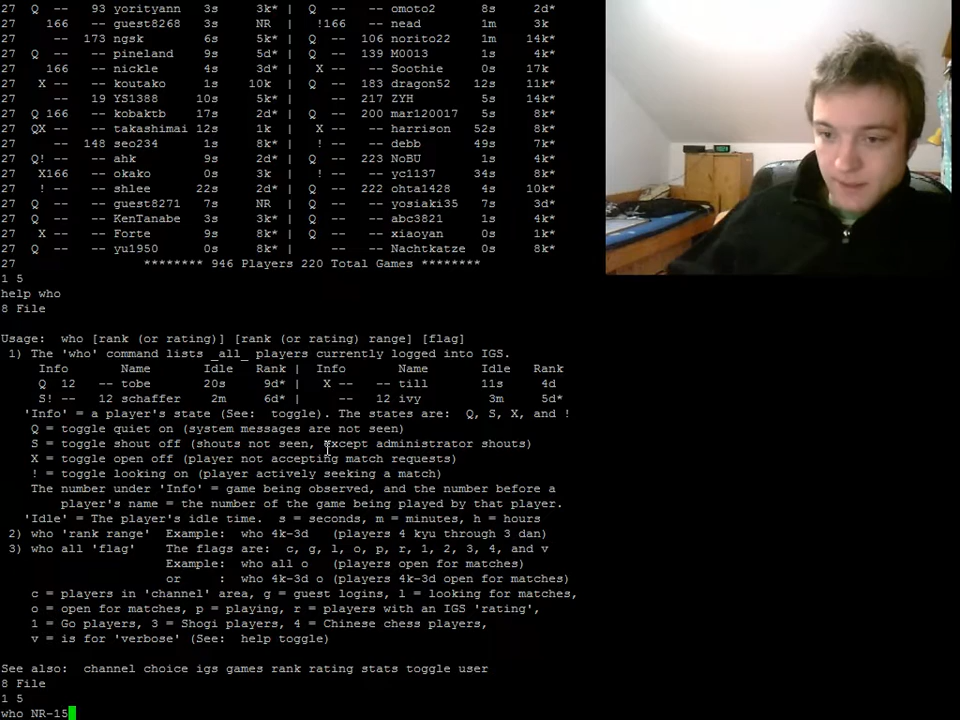 27  Q  --   93 yorityann   3s    3k* |  Q  --   -- omoto2      8s    2d*
27    166   -- guest8268   3s    NR  |   !166   -- nead        1m    3k
27     --  173 ngsk        6s    5k* |  Q  --  106 norito22    1m   14k*
27  Q  --   -- pineland    9s    2d* |  Q  --  139 M0013       1s    4k*
27    166   -- nickle      4s    3d* |   X --   -- Soothie     0s   17k
27   X --   -- koutako     1s   10k  |  Q  --  183 dragon52   12s   11k*
27     --   19 YS1388     10s    5k* |     --  217 ZYH         5s   14k*
27  Q 166   -- kobaktb    17s    2d* |  Q  --  200 mar120017   5s    8k*
27  QX --   -- takashimai 12s    1k  |   X --   -- harrison   52s    8k*
27     --  148 seo234      1s    8k* |   ! --   -- debb       49s    7k*
27  Q! --   -- ahk         9s    2d* |  Q  --  223 NoBU        1s    4k*
27   X166   -- okako       0s    3k  |   ! --   -- yc1137     34s    8k*
27   ! --   -- shlee      22s    2d* |  Q  --  222 ohta1428    4s   10k*
27  Q  --   -- guest8271   7s    NR  |  Q  --   -- yosiaki35   7s    3d*
27  Q  --   -- KenTanabe   3s    3k* |  Q  --   -- abc3821     1s    4k*
27   X --   -- Forte       9s    8k* |  Q  --   -- xiaoyan     0s    1k*
27  Q  --   -- yu1950      0s    8k* |     --   -- Nachtkatze  0s    8k*
27                 ******** 946 Players 220 Total Games ********
1 5
help who
8 File
Usage:  who [rank (or rating)] [rank (or rating) range] [flag]
1) The 'who' command lists _all_ players currently logged into IGS.
Info       Name       Idle   Rank |  Info       Name       Idle   Rank
Q  12   -- tobe       20s    9d* |  X --   -- till       11s    4d
S! --   12 schaffer   2m     6d* |    --   12 ivy        3m     5d*
'Info' = a player's state (See:  toggle). The states are:  Q, S, X, and !
Q = toggle quiet on (system messages are not seen)
S = toggle shout off (shouts not seen, except administrator shouts)
X = toggle open off (player not accepting match requests)
! = toggle looking on (player actively seeking a match)
The number under 'Info' = game being observed, and the number before a
player's name = the number of the game being played by that player.
'Idle' = The player's idle time.  s = seconds, m = minutes, h = hours
2) who 'rank range'  Example:  who 4k-3d  (players 4 kyu through 3 dan)
3) who all 'flag'    The flags are:  c, g, l, o, p, r, 1, 2, 3, 4, and v
Example:  who all o    (players open for matches)
or     :  who 4k-3d o (players 4k-3d open for matches)
c = players in 'channel' area, g = guest logins, l = looking for matches,
o = open for matches, p = playing, r = players with an IGS 'rating',
1 = Go players, 3 = Shogi players, 4 = Chinese chess players,
v = is for 'verbose' (See:  help toggle)
See also:  channel choice igs games rank rating stats toggle user
8 File
1 5
who NR-15